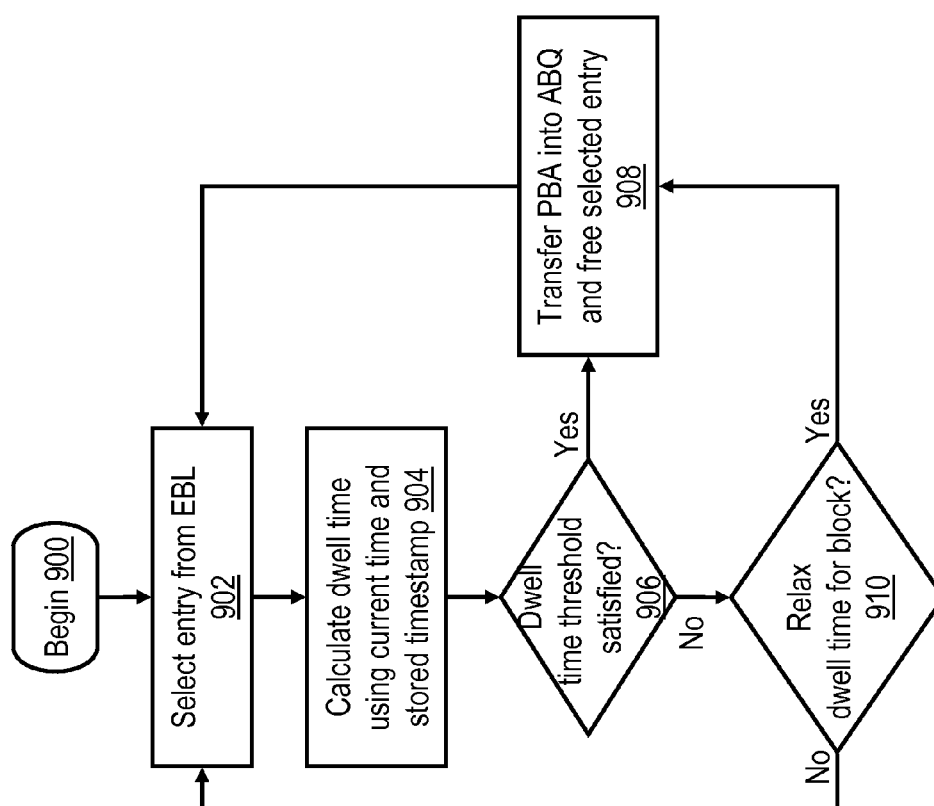 Begin 900
Select entry from EBL
902
Calculate dwell time
using current time and
stored timestamp 904
Dwell
time threshold
satisfied?
906
Yes
No
Transfer PBA into ABQ
and free selected entry
908
Relax
dwell time for block?
910
Yes
No